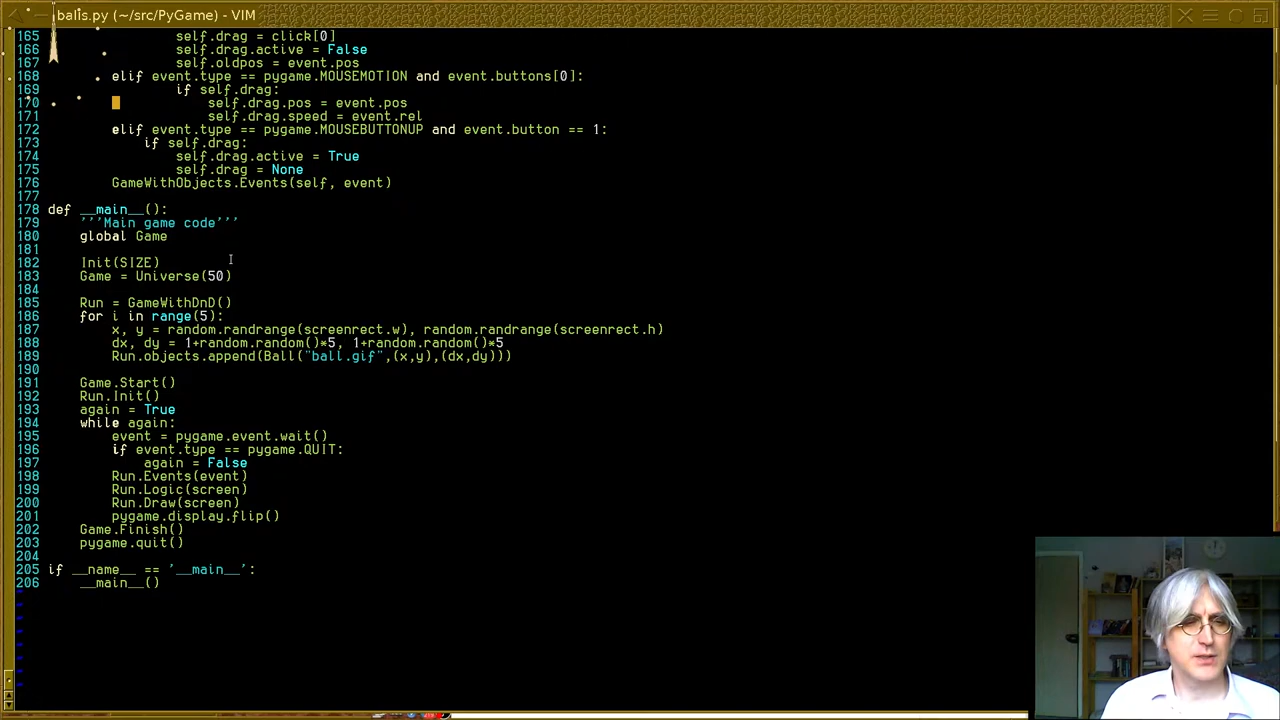 balls.py (~/src/PyGame) - VIM
165 self.drag = click[0]
166 self.drag.active = False
167 self.oldpos = event.pos
168 elif event.type == pygame.MOUSEMOTION and event.buttons[0]:
169 if self.drag:
170 self.drag.pos = event.pos
171 self.drag.speed = event.rel
172 elif event.type == pygame.MOUSEBUTTONUP and event.button == 1:
173 if self.drag:
174 self.drag.active = True
175 self.drag = None
176 GameWithObjects.Events(self, event)
177
178 def __main__():
179 '''Main game code'''
180 global Game
181
182 Init(SIZE)
183 Game = Universe(50)
184
185 Run = GameWithDnD()
186 for i in range(5):
187 x, y = random.randrange(screenrect.w), random.randrange(screenrect.h)
188 dx, dy = 1+random.random()*5, 1+random.random()*5
189 Run.objects.append(Ball("ball.gif",(x,y),(dx,dy)))
190
191 Game.Start()
192 Run.Init()
193 again = True
194 while again:
195 event = pygame.event.wait()
196 if event.type == pygame.QUIT:
197 again = False
198 Run.Events(event)
199 Run.Logic(screen)
200 Run.Draw(screen)
201 pygame.display.flip()
202 Game.Finish()
203 pygame.quit()
204
205 if __name__ == '__main__':
206 __main__()
~
~
~
~
~
~
~
~